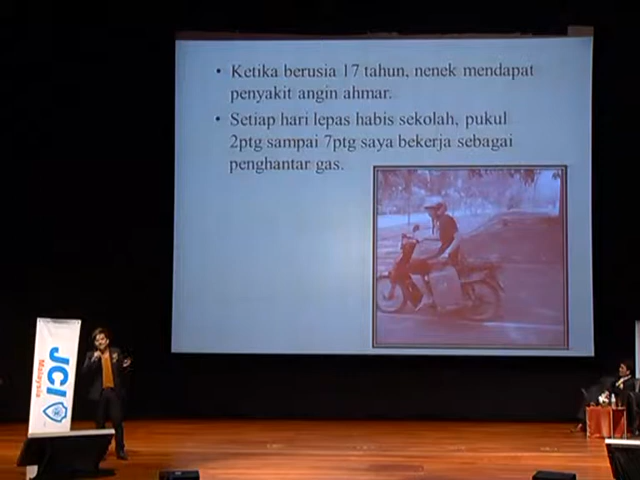 • Ketika berusia 17 tahun, nenek mendapat
penyakit angin ahmar.
• Setiap hari lepas habis sekolah, pukul
2ptg sampai 7ptg saya bekerja sebagai
penghantar gas.
JCI
Malaysia